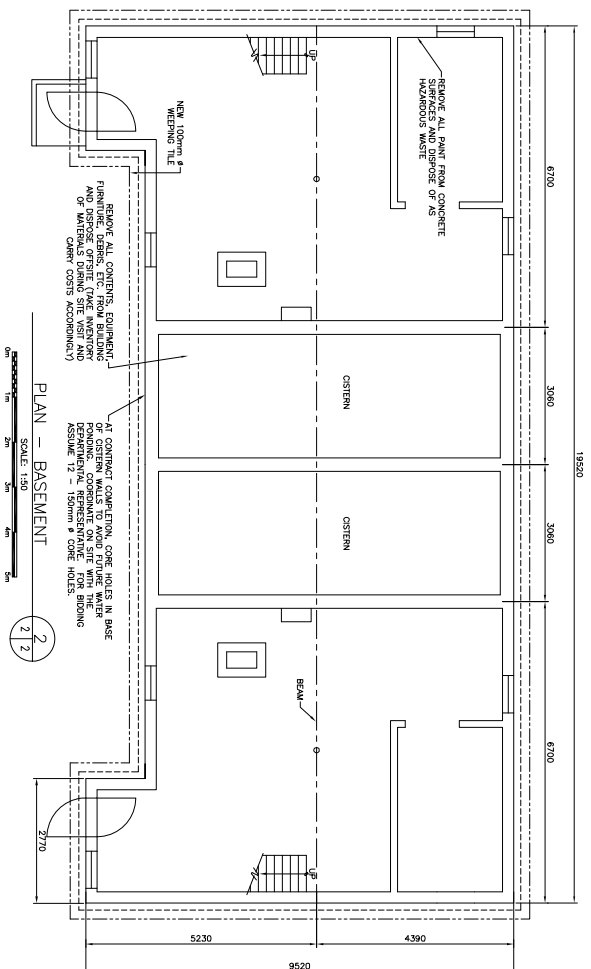 19520
6700
3060
3060
6700
REMOVE ALL PAINT FROM CONCRETE
SURFACES AND DISPOSE OF AS
HAZARDOUS WASTE
UP
CISTERN
CISTERN
BEAM
UP
4390
5230
9520
2770
NEW 100mm ø
WEEPING TILE
REMOVE ALL CONTENTS, EQUIPMENT,
FURNITURE, DEBRIS, ETC. FROM BUILDING
AND DISPOSE OFFSITE (TAKE INVENTORY
OF MATERIALS DURING SITE VISIT AND
CARRY COSTS ACCORDINGLY)
AT CONTRACT COMPLETION, CORE HOLES IN BASE
OF CISTERN WALLS TO AVOID FUTURE WATER
PONDING. COORDINATE ON SITE WITH THE
DEPARTMENTAL REPRESENTATIVE. FOR BIDDING
ASSUME 12 - 150mm ø CORE HOLES.
PLAN - BASEMENT
SCALE: 1:50
0m 1m 2m 3m 4m 5m
2
2 2